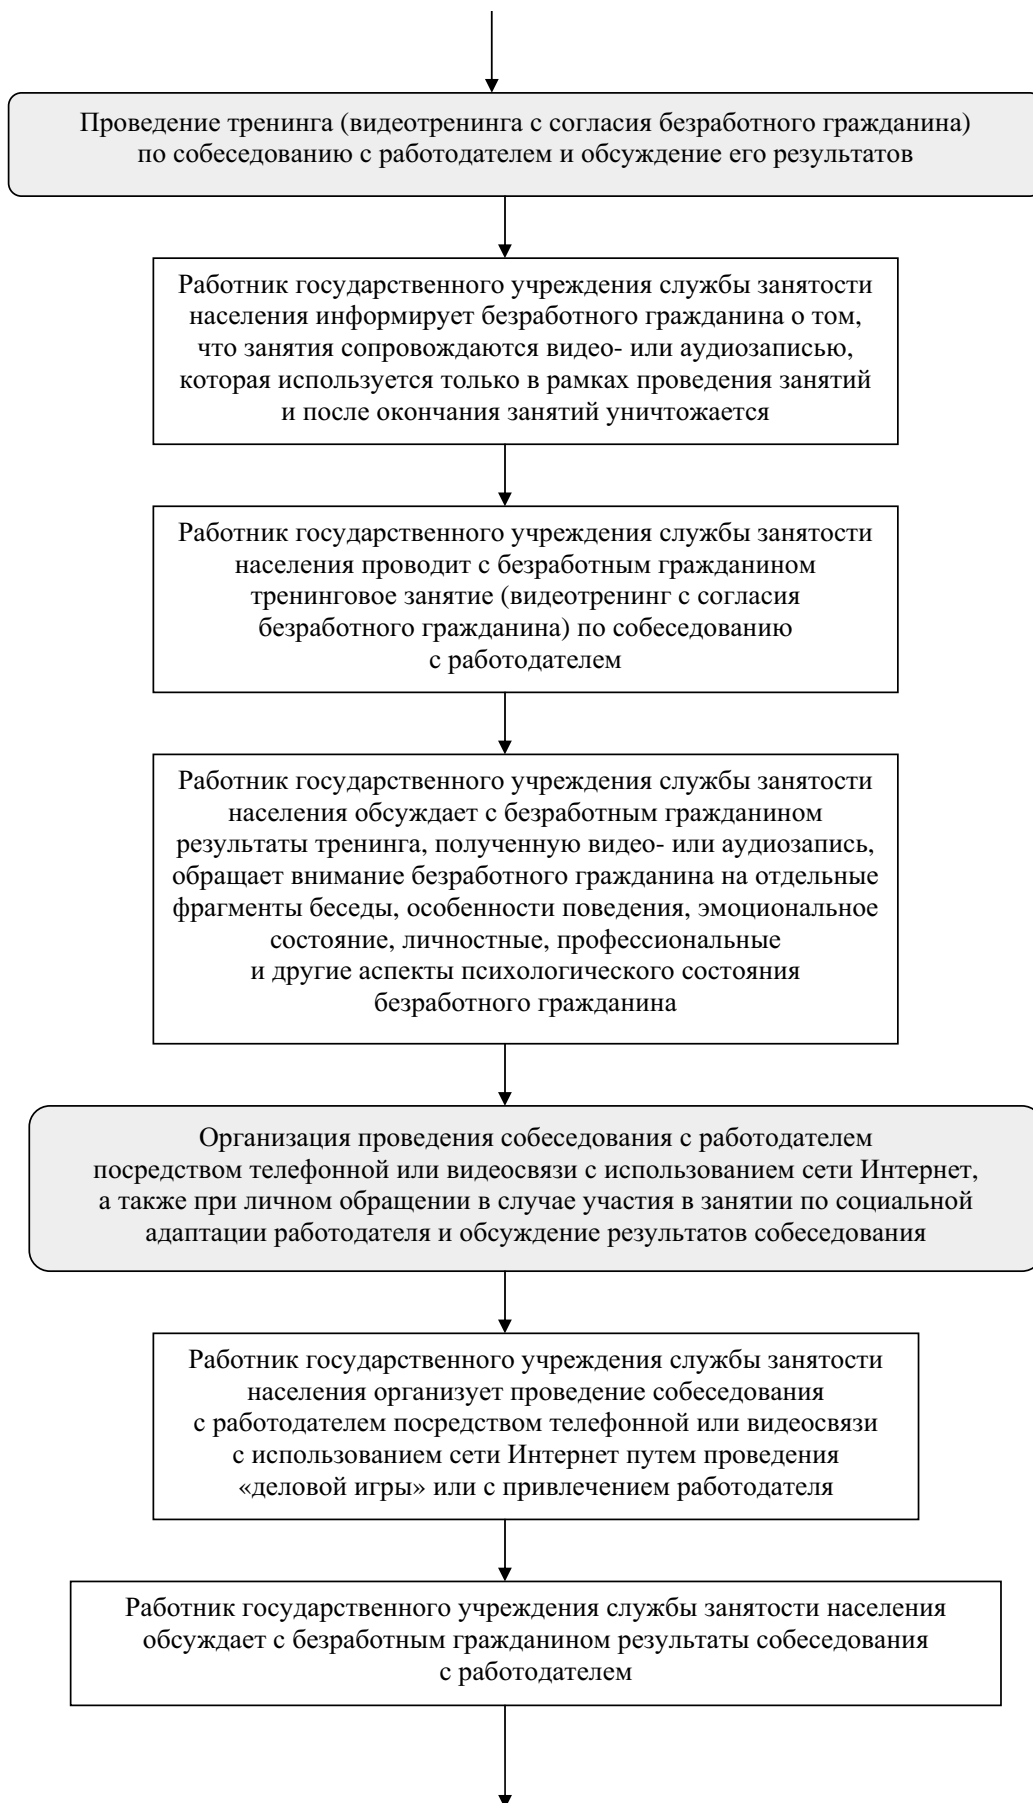 Проведение тренинга (видеотренинга с согласия безработного гражданина)
по собеседованию с работодателем и обсуждение его результатов
Работник государственного учреждения службы занятости
населения информирует безработного гражданина о том,
что занятия сопровождаются видео- или аудиозаписью,
которая используется только в рамках проведения занятий
и после окончания занятий уничтожается
Работник государственного учреждения службы занятости
населения проводит с безработным гражданином
тренинговое занятие (видеотренинг с согласия
безработного гражданина) по собеседованию
с работодателем
Работник государственного учреждения службы занятости
населения обсуждает с безработным гражданином
результаты тренинга, полученную видео- или аудиозапись,
обращает внимание безработного гражданина на отдельные
фрагменты беседы, особенности поведения, эмоциональное
состояние, личностные, профессиональные
и другие аспекты психологического состояния
безработного гражданина
Организация проведения собеседования с работодателем
посредством телефонной или видеосвязи с использованием сети Интернет,
а также при личном обращении в случае участия в занятии по социальной
адаптации работодателя и обсуждение результатов собеседования
Работник государственного учреждения службы занятости
населения организует проведение собеседования
с работодателем посредством телефонной или видеосвязи
с использованием сети Интернет путем проведения
«деловой игры» или с привлечением работодателя
Работник государственного учреждения службы занятости населения
обсуждает с безработным гражданином результаты собеседования
с работодателем